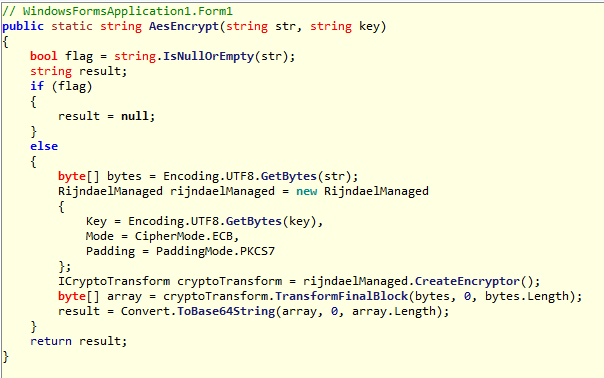 // WindowsFormsApplication1.Form1
public static string AesEncrypt(string str, string key)
{
    bool flag = string.IsNullOrEmpty(str);
    string result;
    if (flag)
    {
        result = null;
    }
    else
    {
        byte[] bytes = Encoding.UTF8.GetBytes(str);
        RijndaelManaged rijndaelManaged = new RijndaelManaged
        {
            Key = Encoding.UTF8.GetBytes(key),
            Mode = CipherMode.ECB,
            Padding = PaddingMode.PKCS7
        };
        ICryptoTransform cryptoTransform = rijndaelManaged.CreateEncryptor();
        byte[] array = cryptoTransform.TransformFinalBlock(bytes, 0, bytes.Length);
        result = Convert.ToBase64String(array, 0, array.Length);
    }
    return result;
}